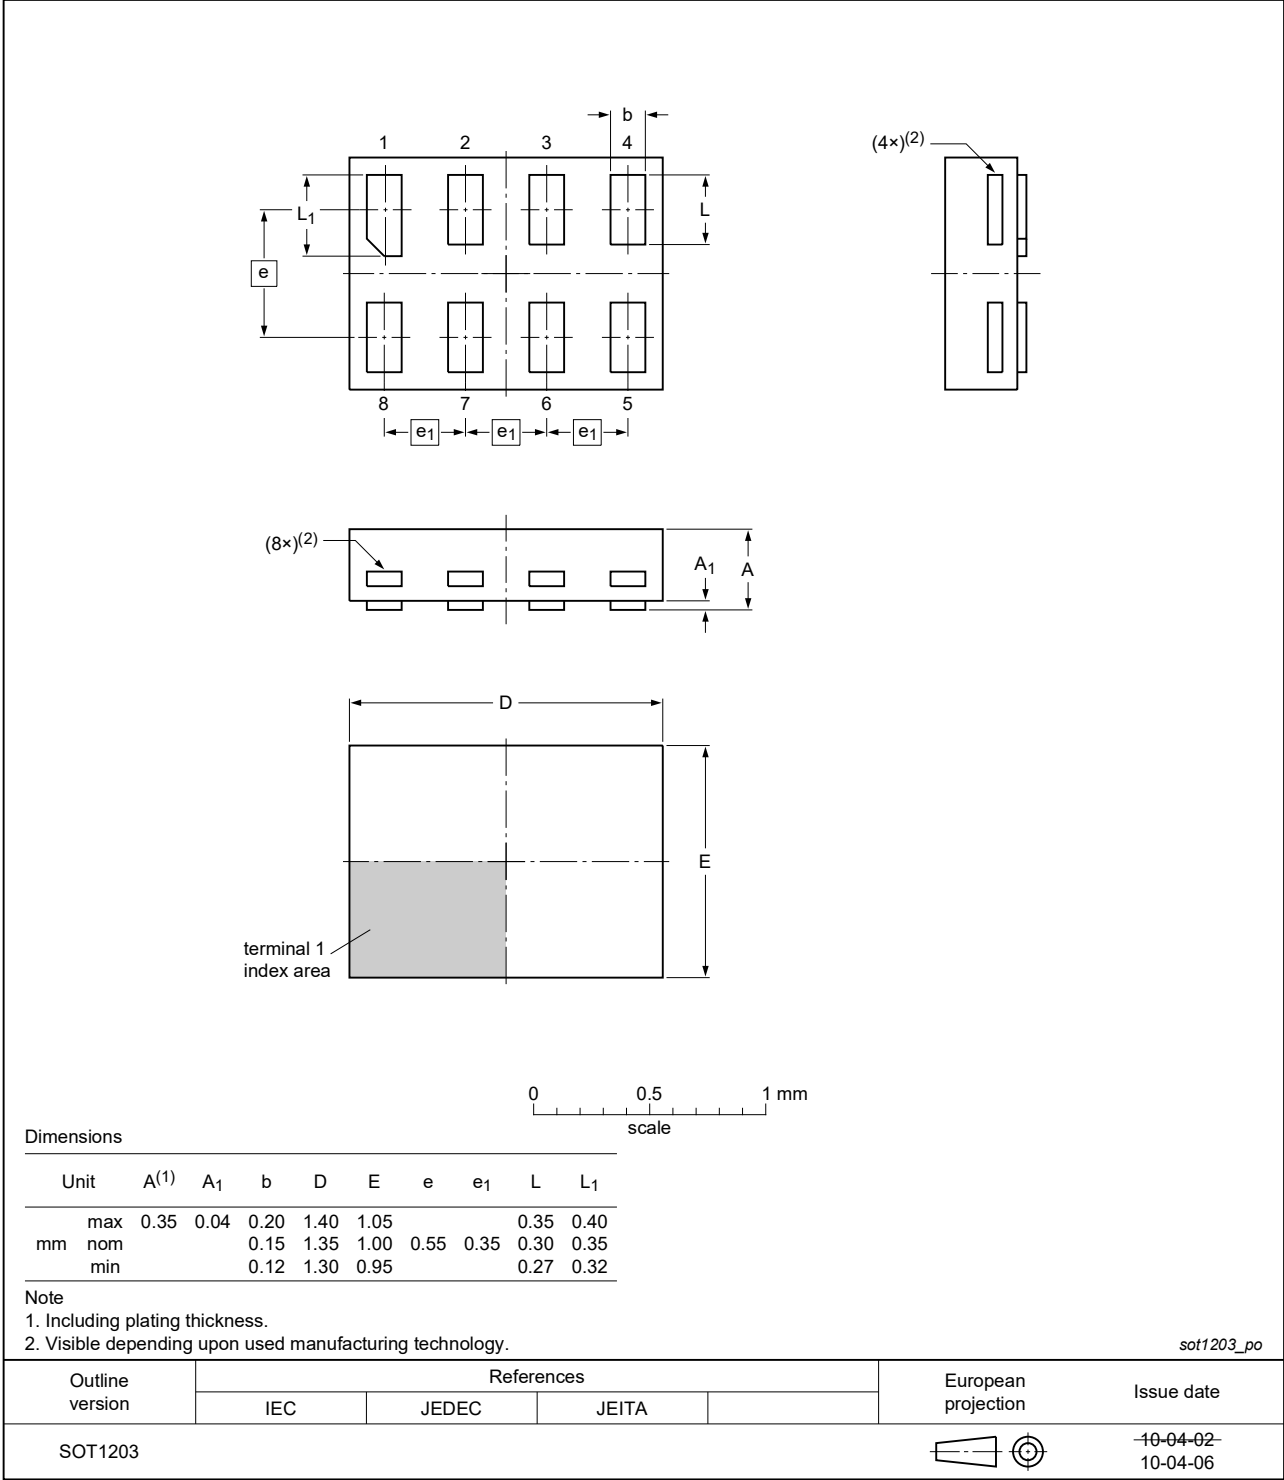 b
(4×)(2)
1 2 3 4
L1
L
e
8 7 6 5
e1 e1 e1
(8×)(2)
A1 A
D
E
terminal 1
index area
0 0.5 1 mm
scale
Dimensions
Unit A(1) A1 b D E e e1 L L1
max 0.35 0.04 0.20 1.40 1.05 0.35 0.40
mm nom 0.15 1.35 1.00 0.55 0.35 0.30 0.35
min 0.12 1.30 0.95 0.27 0.32
Note
1. Including plating thickness.
2. Visible depending upon used manufacturing technology.
sot1203_po
Outline version
References
European projection
Issue date
IEC JEDEC JEITA
SOT1203
10-04-02
10-04-06